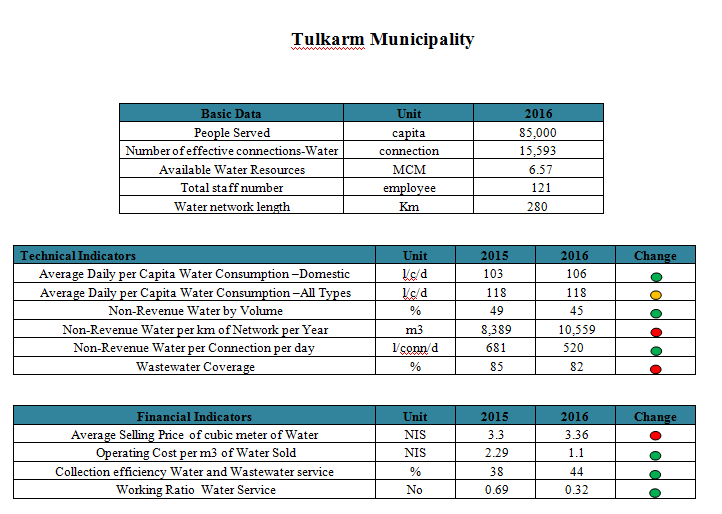 Tulkarm Municipality
Basic Data Unit 2016
People Served capita 85,000
Number of effective connections-Water connection 15,593
Available Water Resources MCM 6.57
Total staff number employee 121
Water network length Km 280
Technical Indicators Unit 2015 2016 Change
Average Daily per Capita Water Consumption –Domestic l/c/d 103 106
Average Daily per Capita Water Consumption –All Types l/c/d 118 118
Non-Revenue Water by Volume % 49 45
Non-Revenue Water per km of Network per Year m3 8,389 10,559
Non-Revenue Water per Connection per day l/conn/d 681 520
Wastewater Coverage % 85 82
Financial Indicators Unit 2015 2016 Change
Average Selling Price of cubic meter of Water NIS 3.3 3.36
Operating Cost per m3 of Water Sold NIS 2.29 1.1
Collection efficiency Water and Wastewater service % 38 44
Working Ratio Water Service No 0.69 0.32